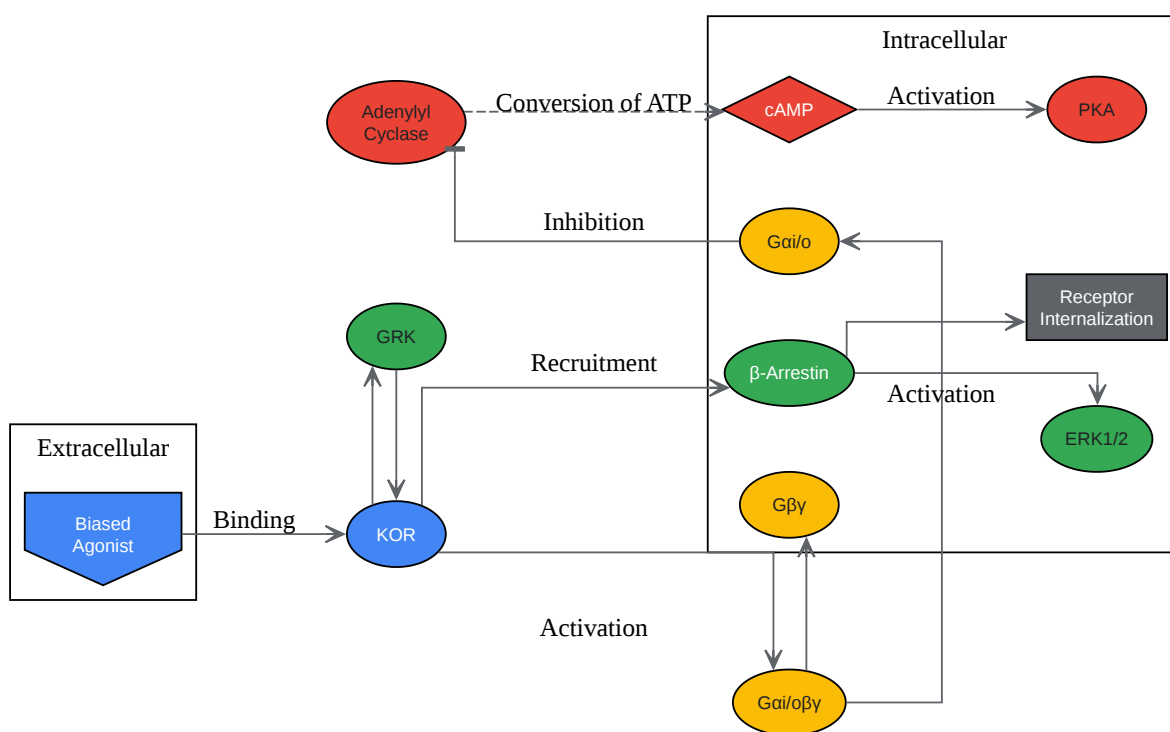 Intracellular
Adenylyl
Cyclase
Conversion of ATP
cAMP
Activation
PKA
Inhibition
Gαi/o
Receptor
Internalization
GRK
Recruitment
β-Arrestin
Activation
ERK1/2
Extracellular
Biased
Agonist
Binding
KOR
Gβγ
Activation
Gαi/oβγ